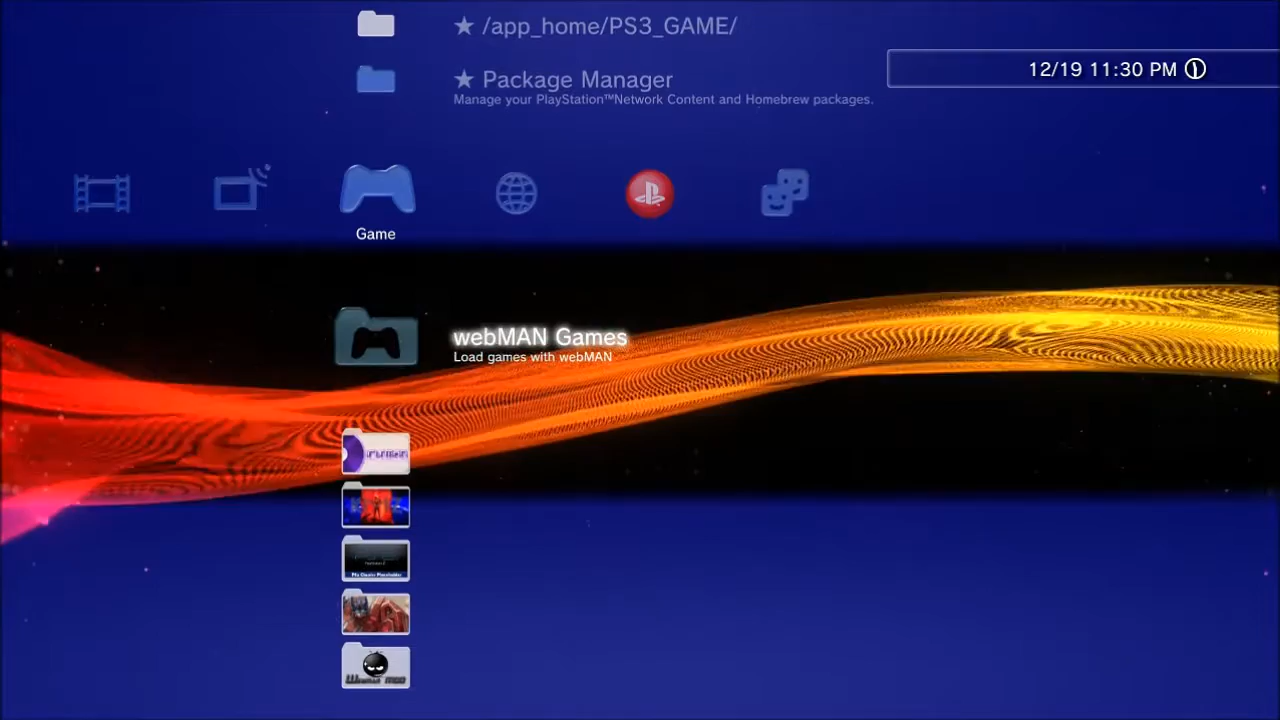 ★ /app_home/PS3_GAME/
★ Package Manager
Manage your PlayStation™Network Content and Homebrew packages.
12/19 11:30 PM
Game
webMAN Games
Load games with webMAN